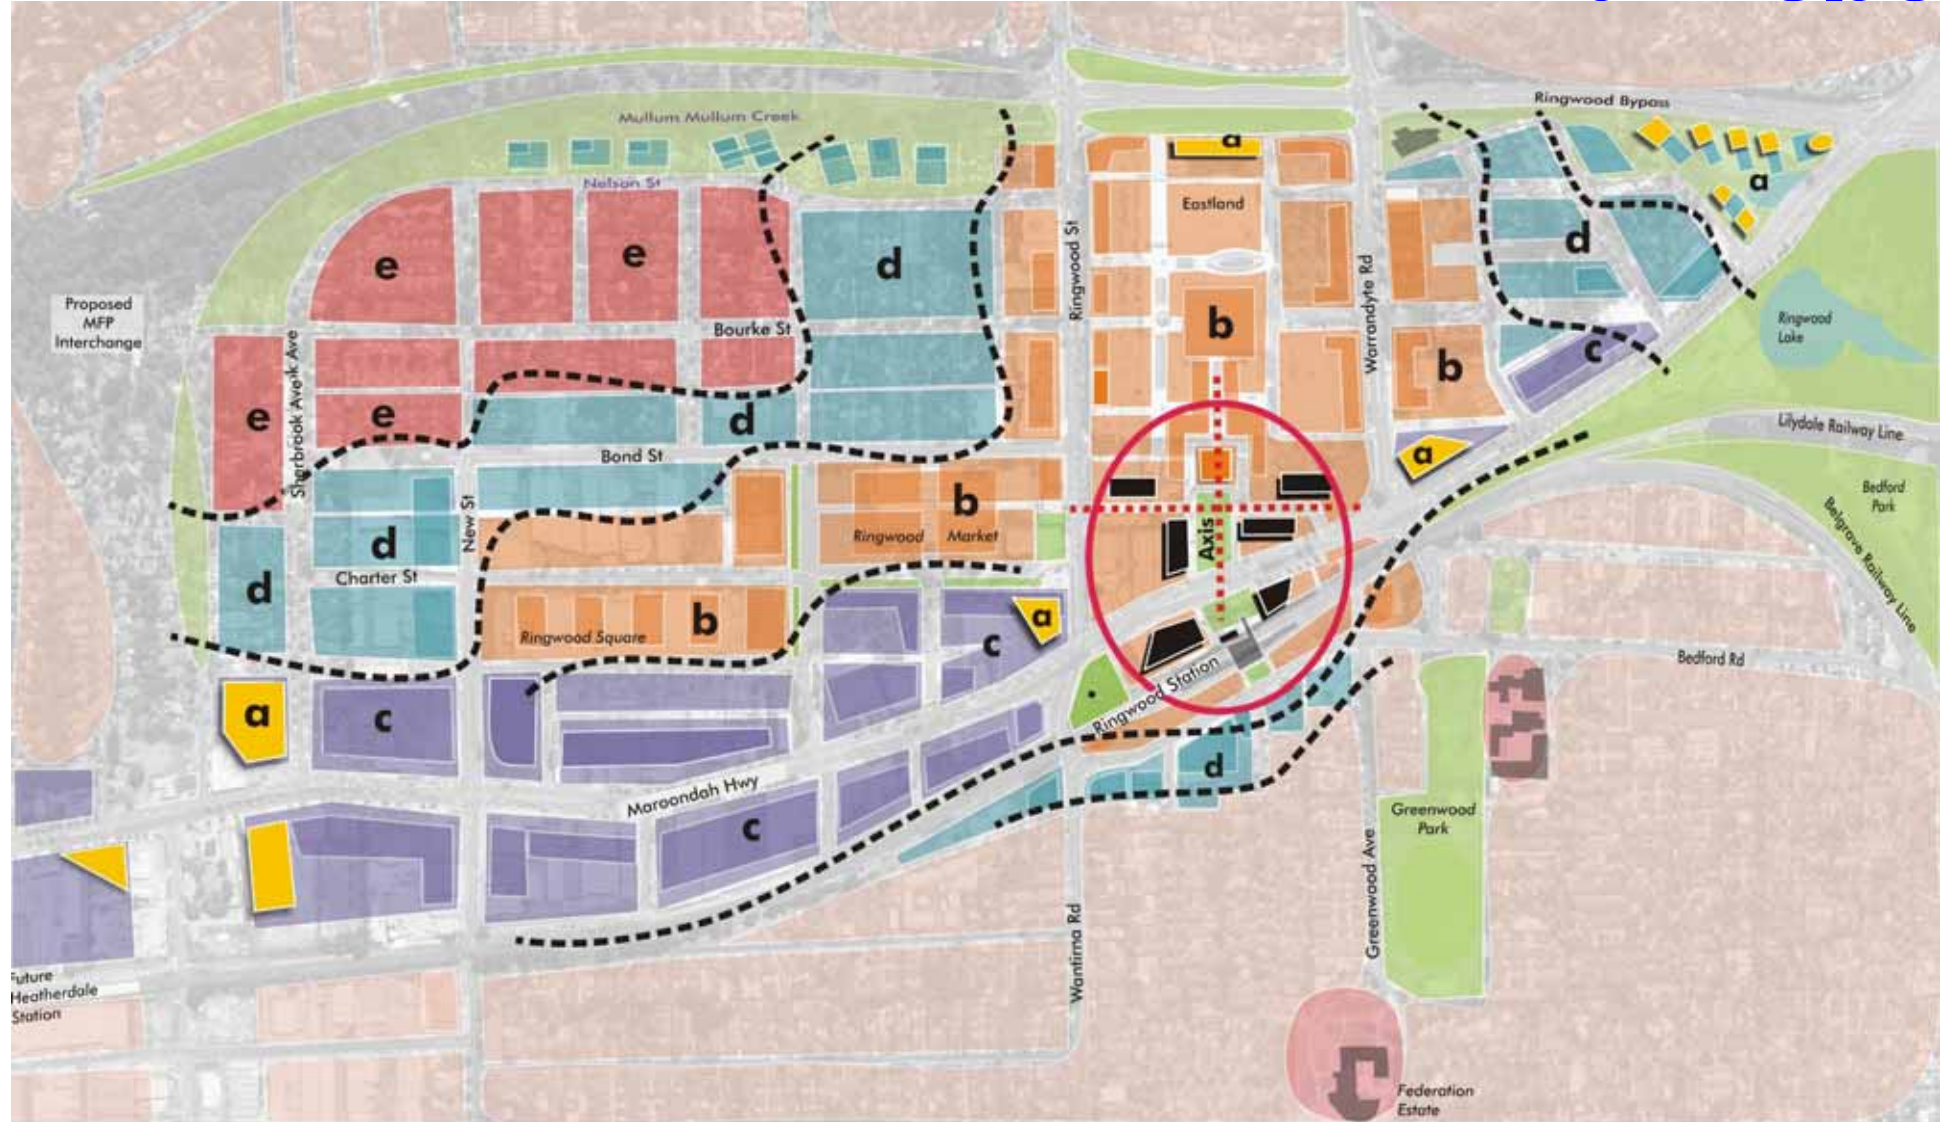 Ringwood Bypass
Mullum Mullum Creek
a
Nelson St
a
Eastland
e
e
d
Ringwood St
Warrandyte Rd
d
Proposed
MFP
Interchange
Bourke St
b
b
c
Ringwood
Lake
Sherbrook Ave
e
e
d
Lilydale Railway Line
Bond St
a
Bedford
Park
Belgrave Railway Line
New St
d
b
Ringwood Market
Axis
d
Charter St
Ringwood Square
b
c
a
Bedford Rd
Ringwood Station
a
c
d
Maroondah Hwy
c
Greenwood
Park
Greenwood Ave
Wantirna Rd
Future
Heatherdale
Station
Federation
Estate